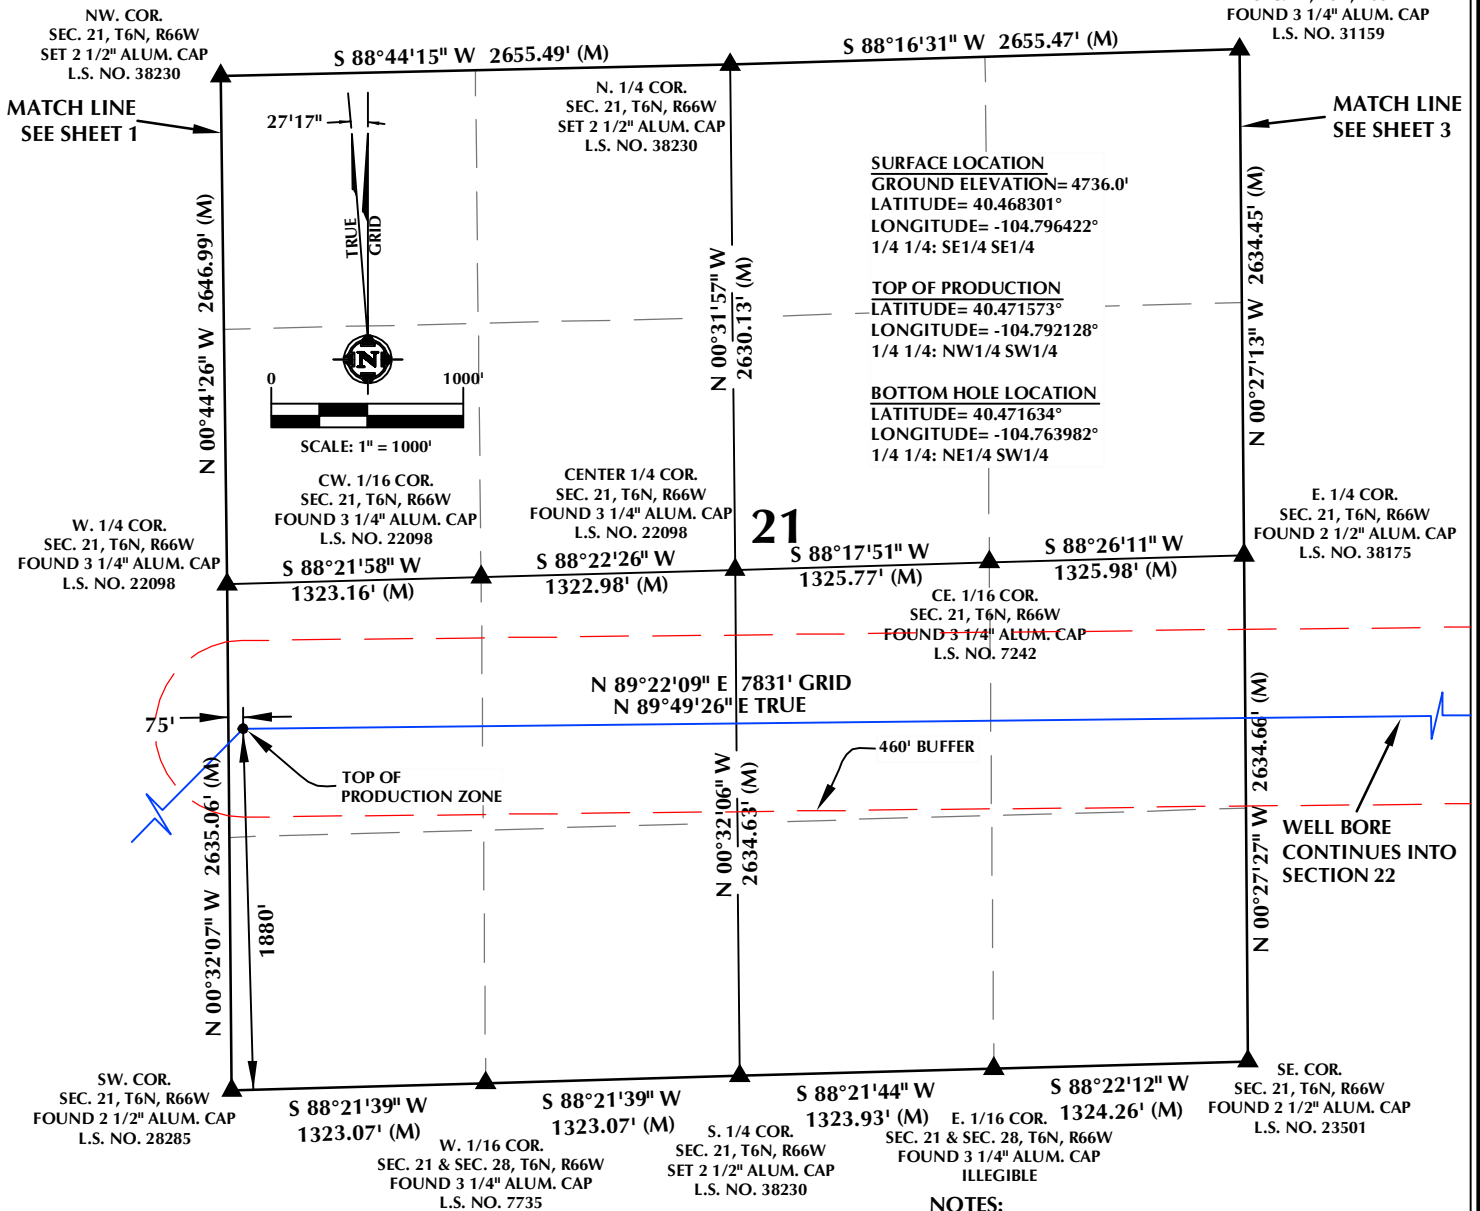 NW. COR.
SEC. 21, T6N, R66W
SET 2 1/2" ALUM. CAP
L.S. NO. 38230
S 88°44'15" W 2655.49' (M)
S 88°16'31" W 2655.47' (M)
FOUND 3 1/4" ALUM. CAP
L.S. NO. 31159
MATCH LINE
SEE SHEET 1
27'17"
TRUE
GRID
N
0 1000'
SCALE: 1" = 1000'
N. 1/4 COR.
SEC. 21, T6N, R66W
SET 2 1/2" ALUM. CAP
L.S. NO. 38230
MATCH LINE
SEE SHEET 3
SURFACE LOCATION
GROUND ELEVATION= 4736.0'
LATITUDE= 40.468301°
LONGITUDE= -104.796422°
1/4 1/4: SE1/4 SE1/4
TOP OF PRODUCTION
LATITUDE= 40.471573°
LONGITUDE= -104.792128°
1/4 1/4: NW1/4 SW1/4
BOTTOM HOLE LOCATION
LATITUDE= 40.471634°
LONGITUDE= -104.763982°
1/4 1/4: NE1/4 SW1/4
N 00°44'26" W 2646.99' (M)
N 00°31'57" W
2630.13' (M)
N 00°27'13" W 2634.45' (M)
W. 1/4 COR.
SEC. 21, T6N, R66W
FOUND 3 1/4" ALUM. CAP
L.S. NO. 22098
CW. 1/16 COR.
SEC. 21, T6N, R66W
FOUND 3 1/4" ALUM. CAP
L.S. NO. 22098
CENTER 1/4 COR.
SEC. 21, T6N, R66W
FOUND 3 1/4" ALUM. CAP
L.S. NO. 22098
21
E. 1/4 COR.
SEC. 21, T6N, R66W
FOUND 2 1/2" ALUM. CAP
L.S. NO. 38175
S 88°21'58" W
1323.16' (M)
S 88°22'26" W
1322.98' (M)
S 88°17'51" W
1325.77' (M)
S 88°26'11" W
1325.98' (M)
CE. 1/16 COR.
SEC. 21, T6N, R66W
FOUND 3 1/4" ALUM. CAP
L.S. NO. 7242
N 89°22'09" E 7831' GRID
N 89°49'26" E TRUE
75'
TOP OF
PRODUCTION ZONE
460' BUFFER
WELL BORE
CONTINUES INTO
SECTION 22
N 00°32'07" W 2635.06' (M)
1880'
N 00°32'06" W
2634.63' (M)
N 00°27'27" W 2634.66' (M)
SW. COR.
SEC. 21, T6N, R66W
FOUND 2 1/2" ALUM. CAP
L.S. NO. 28285
S 88°21'39" W
1323.07' (M)
S 88°21'39" W
1323.07' (M)
S 88°21'44" W
1323.93' (M)
S 88°22'12" W
1324.26' (M)
SE. COR.
SEC. 21, T6N, R66W
FOUND 2 1/2" ALUM. CAP
L.S. NO. 23501
W. 1/16 COR.
SEC. 21 & SEC. 28, T6N, R66W
FOUND 3 1/4" ALUM. CAP
L.S. NO. 7735
S. 1/4 COR.
SEC. 21, T6N, R66W
SET 2 1/2" ALUM. CAP
L.S. NO. 38230
E. 1/16 COR.
SEC. 21 & SEC. 28, T6N, R66W
FOUND 3 1/4" ALUM. CAP
ILLEGIBLE
NOTES: